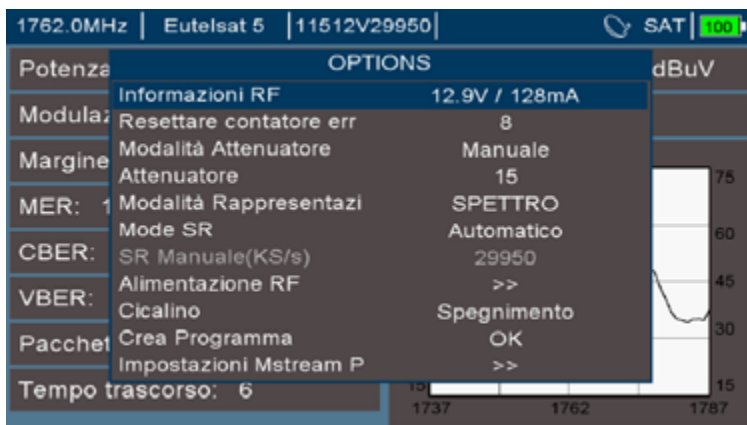 1762.0MHz Eutelsat 5 11512V29950 SAT 100
Potenza dBuV
OPTIONS
Informazioni RF 12.9V / 128mA
Modulaz
Resettare contatore err 8
Modalità Attenuatore Manuale
Margine
Attenuatore 15
75
MER: 1
Modalità Rappresentazi SPETTRO
Mode SR Automatico
60
CBER:
SR Manuale(KS/s) 29950
Alimentazione RF >>
45
VBER:
Cicalino Spegnimento
30
Pacchet
Crea Programma OK
Impostazioni Mstream P >>
Tempo trascorso: 6
15 15
1737 1762 1787